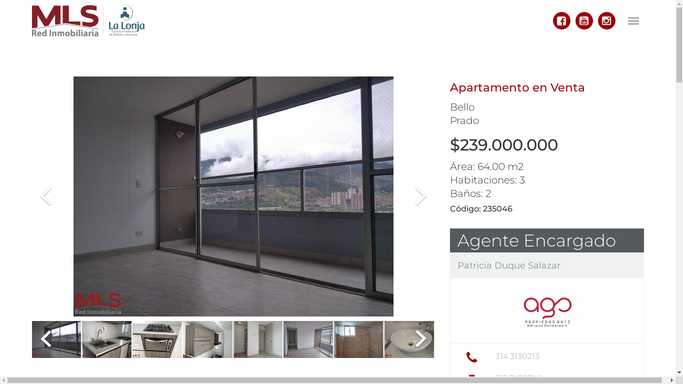 MLS
Red Inmobiliaria
La Lonja
Apartamento en Venta
Bello
Prado
$239.000.000
Área: 64,00 m2
Habitaciones: 3
Baños: 2
Código: 235046
MLS
Red Inmobiliaria
Agente Encargado
Patricia Duque Salazar
ago
314 3130213